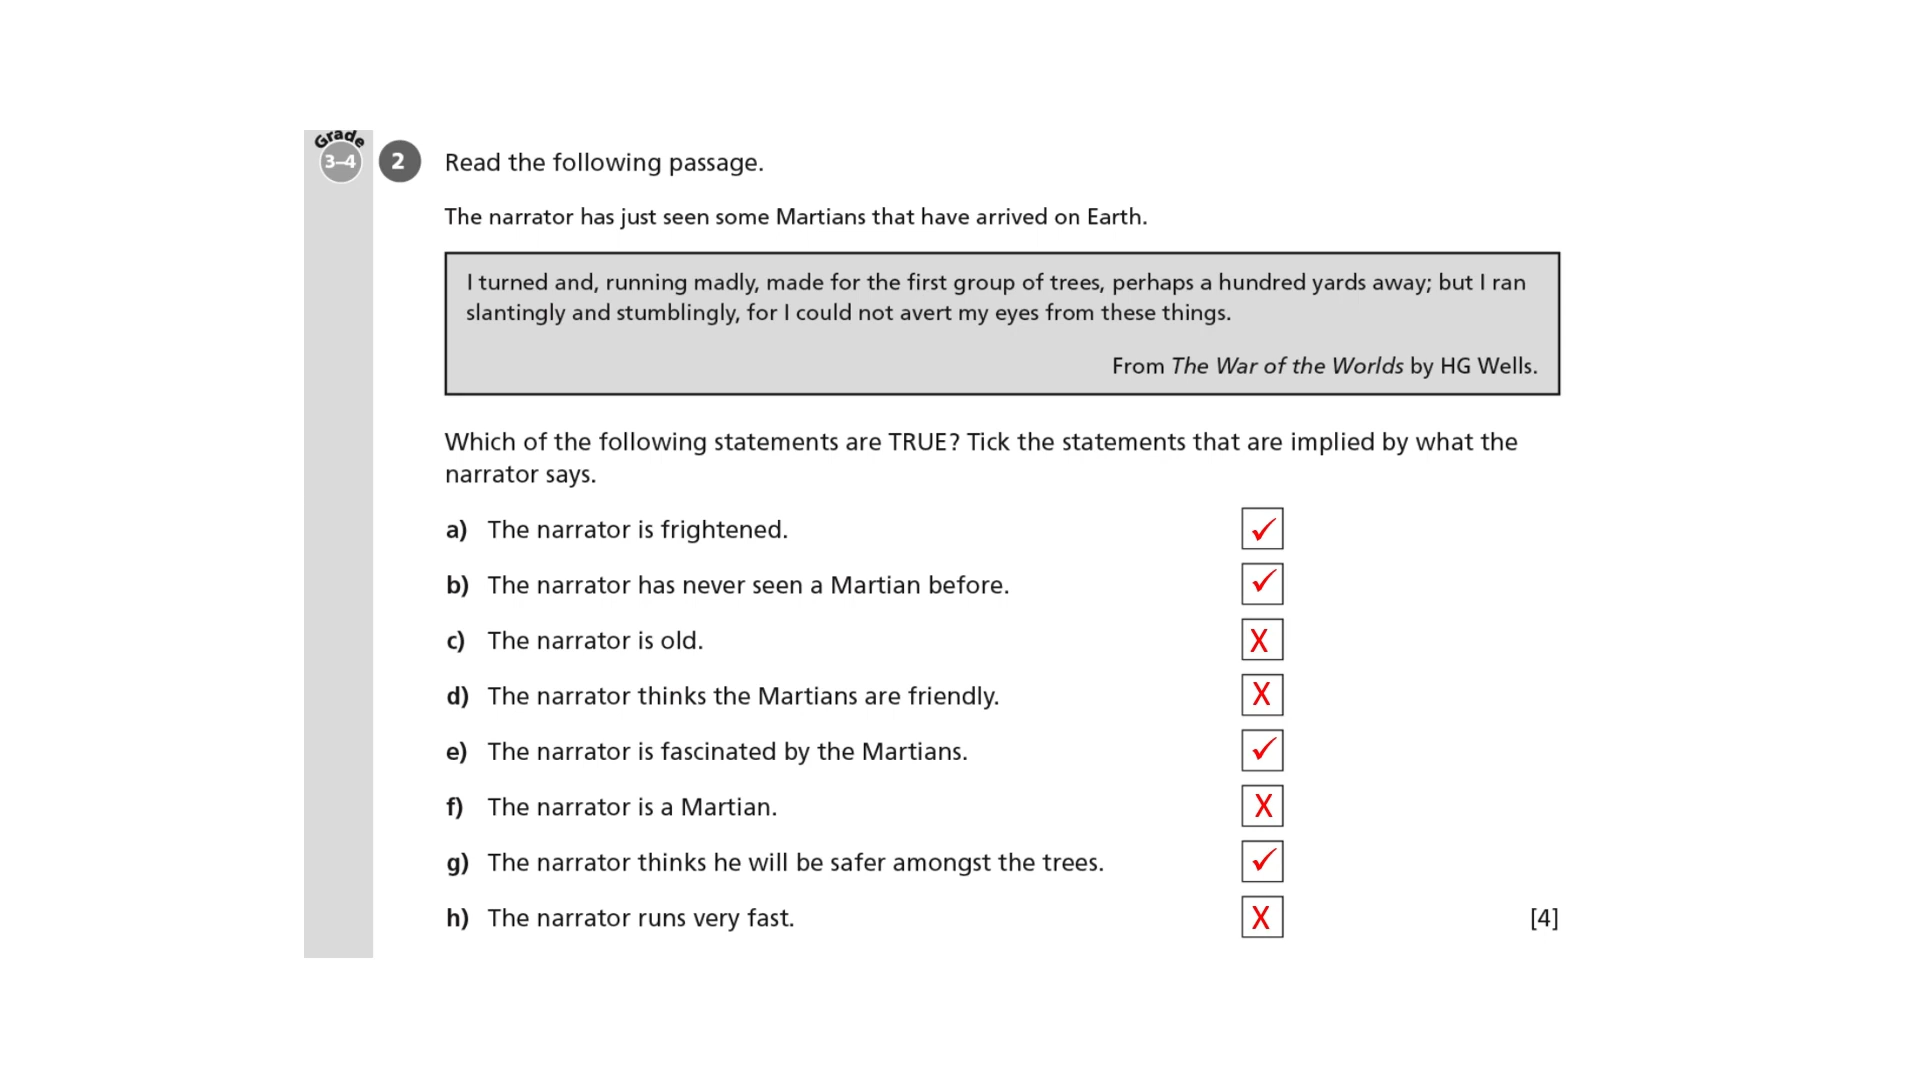 Grade
3–4
2 Read the following passage.
The narrator has just seen some Martians that have arrived on Earth.
I turned and, running madly, made for the first group of trees, perhaps a hundred yards away; but I ran
slantingly and stumblingly, for I could not avert my eyes from these things.
From The War of the Worlds by HG Wells.
Which of the following statements are TRUE? Tick the statements that are implied by what the
narrator says.
a) The narrator is frightened. ✓
b) The narrator has never seen a Martian before. ✓
c) The narrator is old. X
d) The narrator thinks the Martians are friendly. X
e) The narrator is fascinated by the Martians. ✓
f) The narrator is a Martian. X
g) The narrator thinks he will be safer amongst the trees. ✓
h) The narrator runs very fast. X [4]